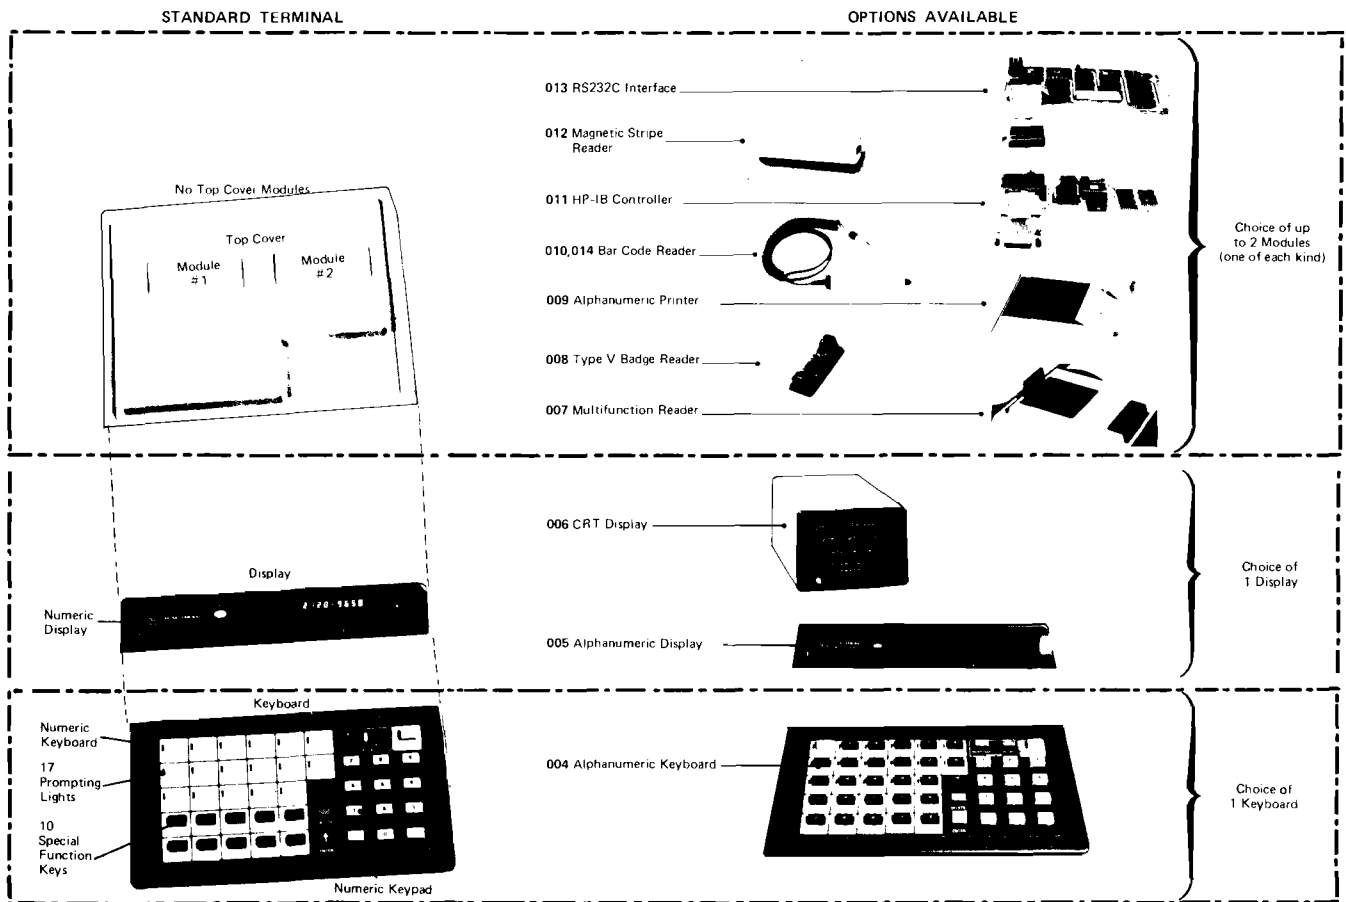 STANDARD TERMINAL
OPTIONS AVAILABLE
013 RS232C Interface
012 Magnetic Stripe
Reader
No Top Cover Modules
011 HP-IB Controller
Top Cover
Module
#1
Module
#2
Choice of up
to 2 Modules
(one of each kind)
010,014 Bar Code Reader
009 Alphanumeric Printer
008 Type V Badge Reader
007 Multifunction Reader
006 CRT Display
Display
Choice of
1 Display
Numeric
Display
005 Alphanumeric Display
Keyboard
Numeric
Keyboard
17
Prompting
Lights
10
Special
Function
Keys
004 Alphanumeric Keyboard
Choice of
1 Keyboard
Numeric Keypad